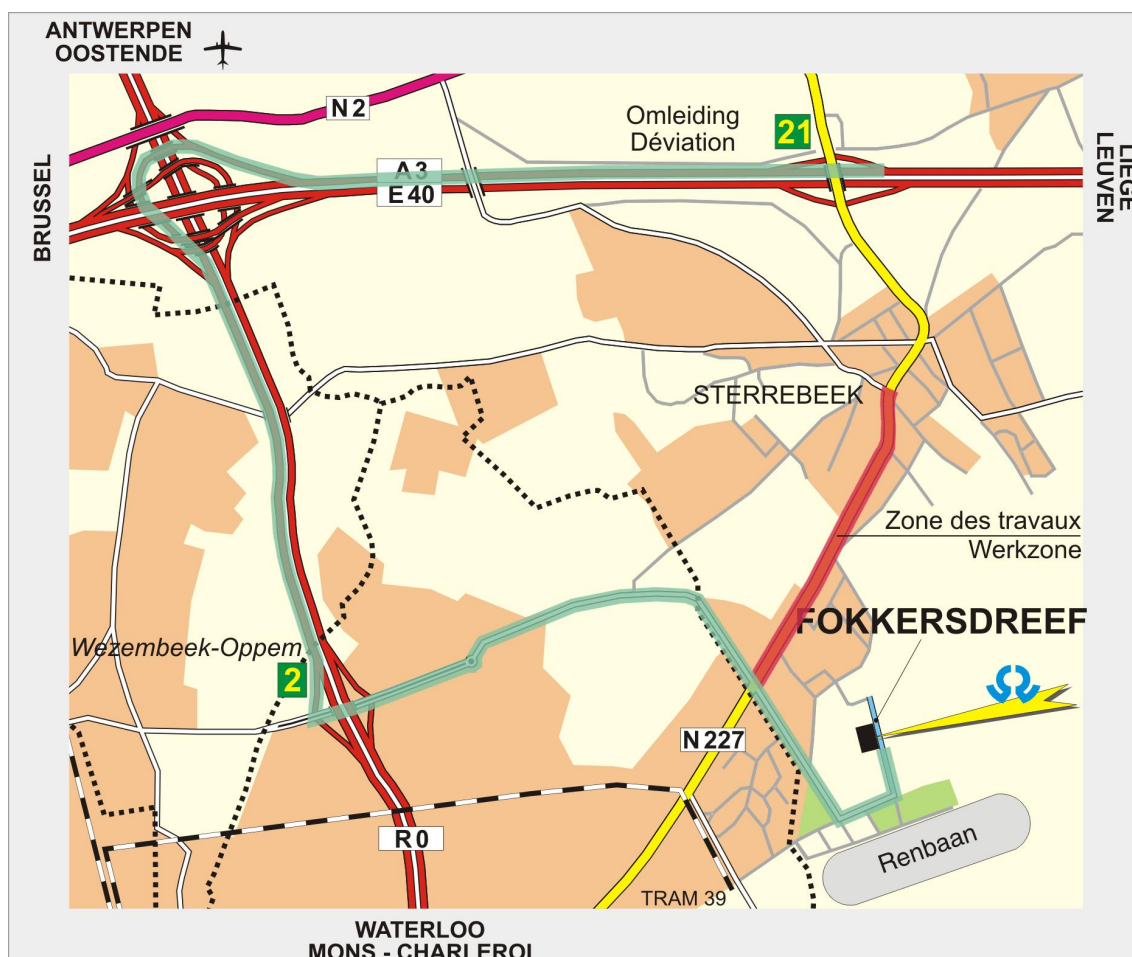 ANTWERPEN
OOSTENDE
N 2
Omleiding
Déviation
21
A 3
E 40
BRUSSEL
LIEGE
LEUVEN
STERREBEEK
Zone des travaux
Werkzone
FOKKERSDREEF
Wezembeek-Oppem
2
N 227
R 0
Renbaan
TRAM 39
WATERLOO
MONS - CHARLEROI